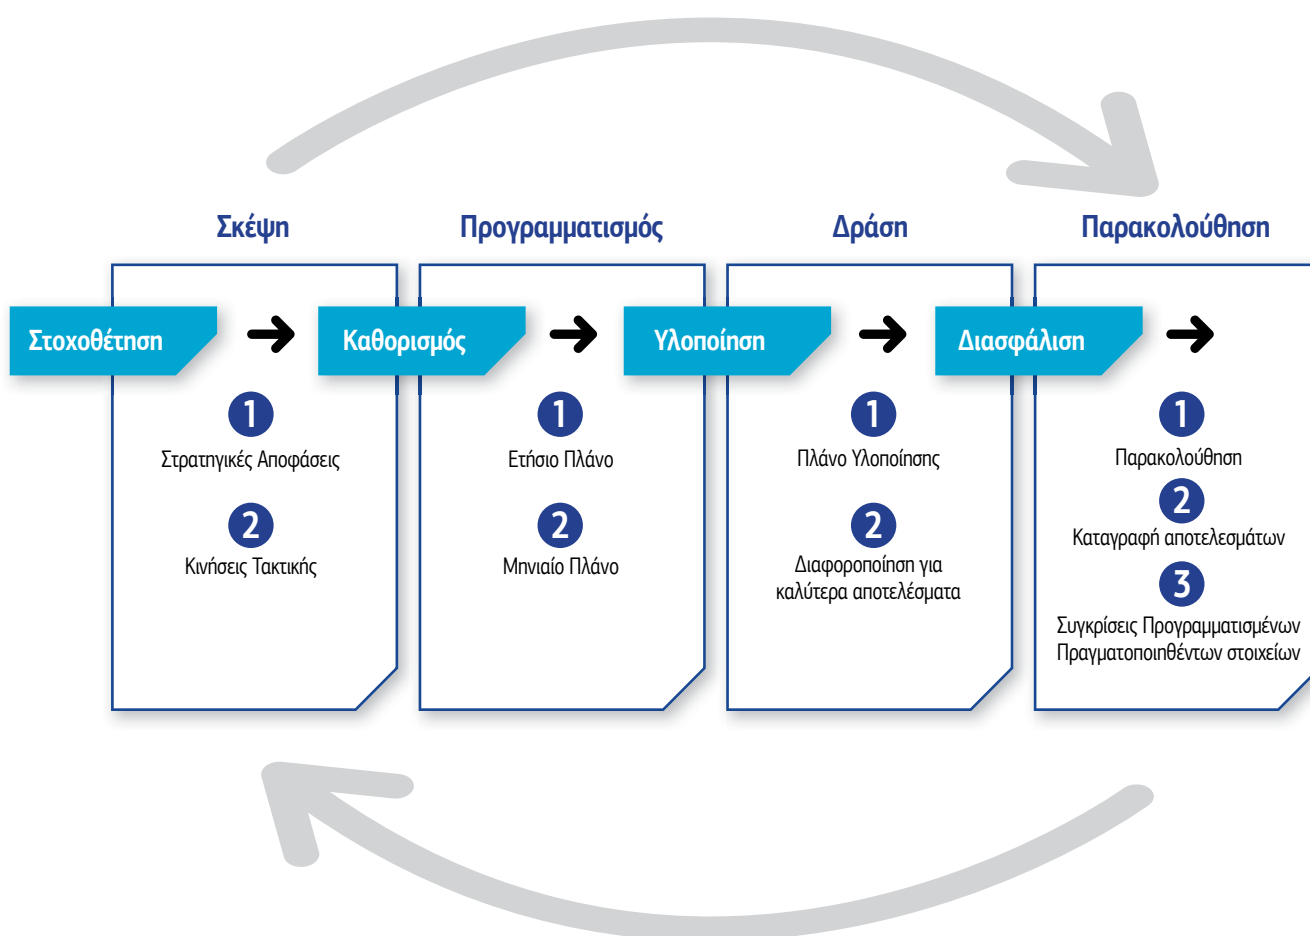 Σκέψη
Προγραμματισμός
Δράση
Παρακολούθηση
Στοχοθέτηση
Καθορισμός
Υλοποίηση
Διασφάλιση
1
Στρατηγικές Αποφάσεις
2
Κινήσεις Τακτικής
1
Ετήσιο Πλάνο
2
Μηνιαίο Πλάνο
1
Πλάνο Υλοποίησης
2
Διαφοροποίηση για
καλύτερα αποτελέσματα
1
Παρακολούθηση
2
Καταγραφή αποτελεσμάτων
3
Συγκρίσεις Προγραμματισμένων
Πραγματοποιηθέντων στοιχείων